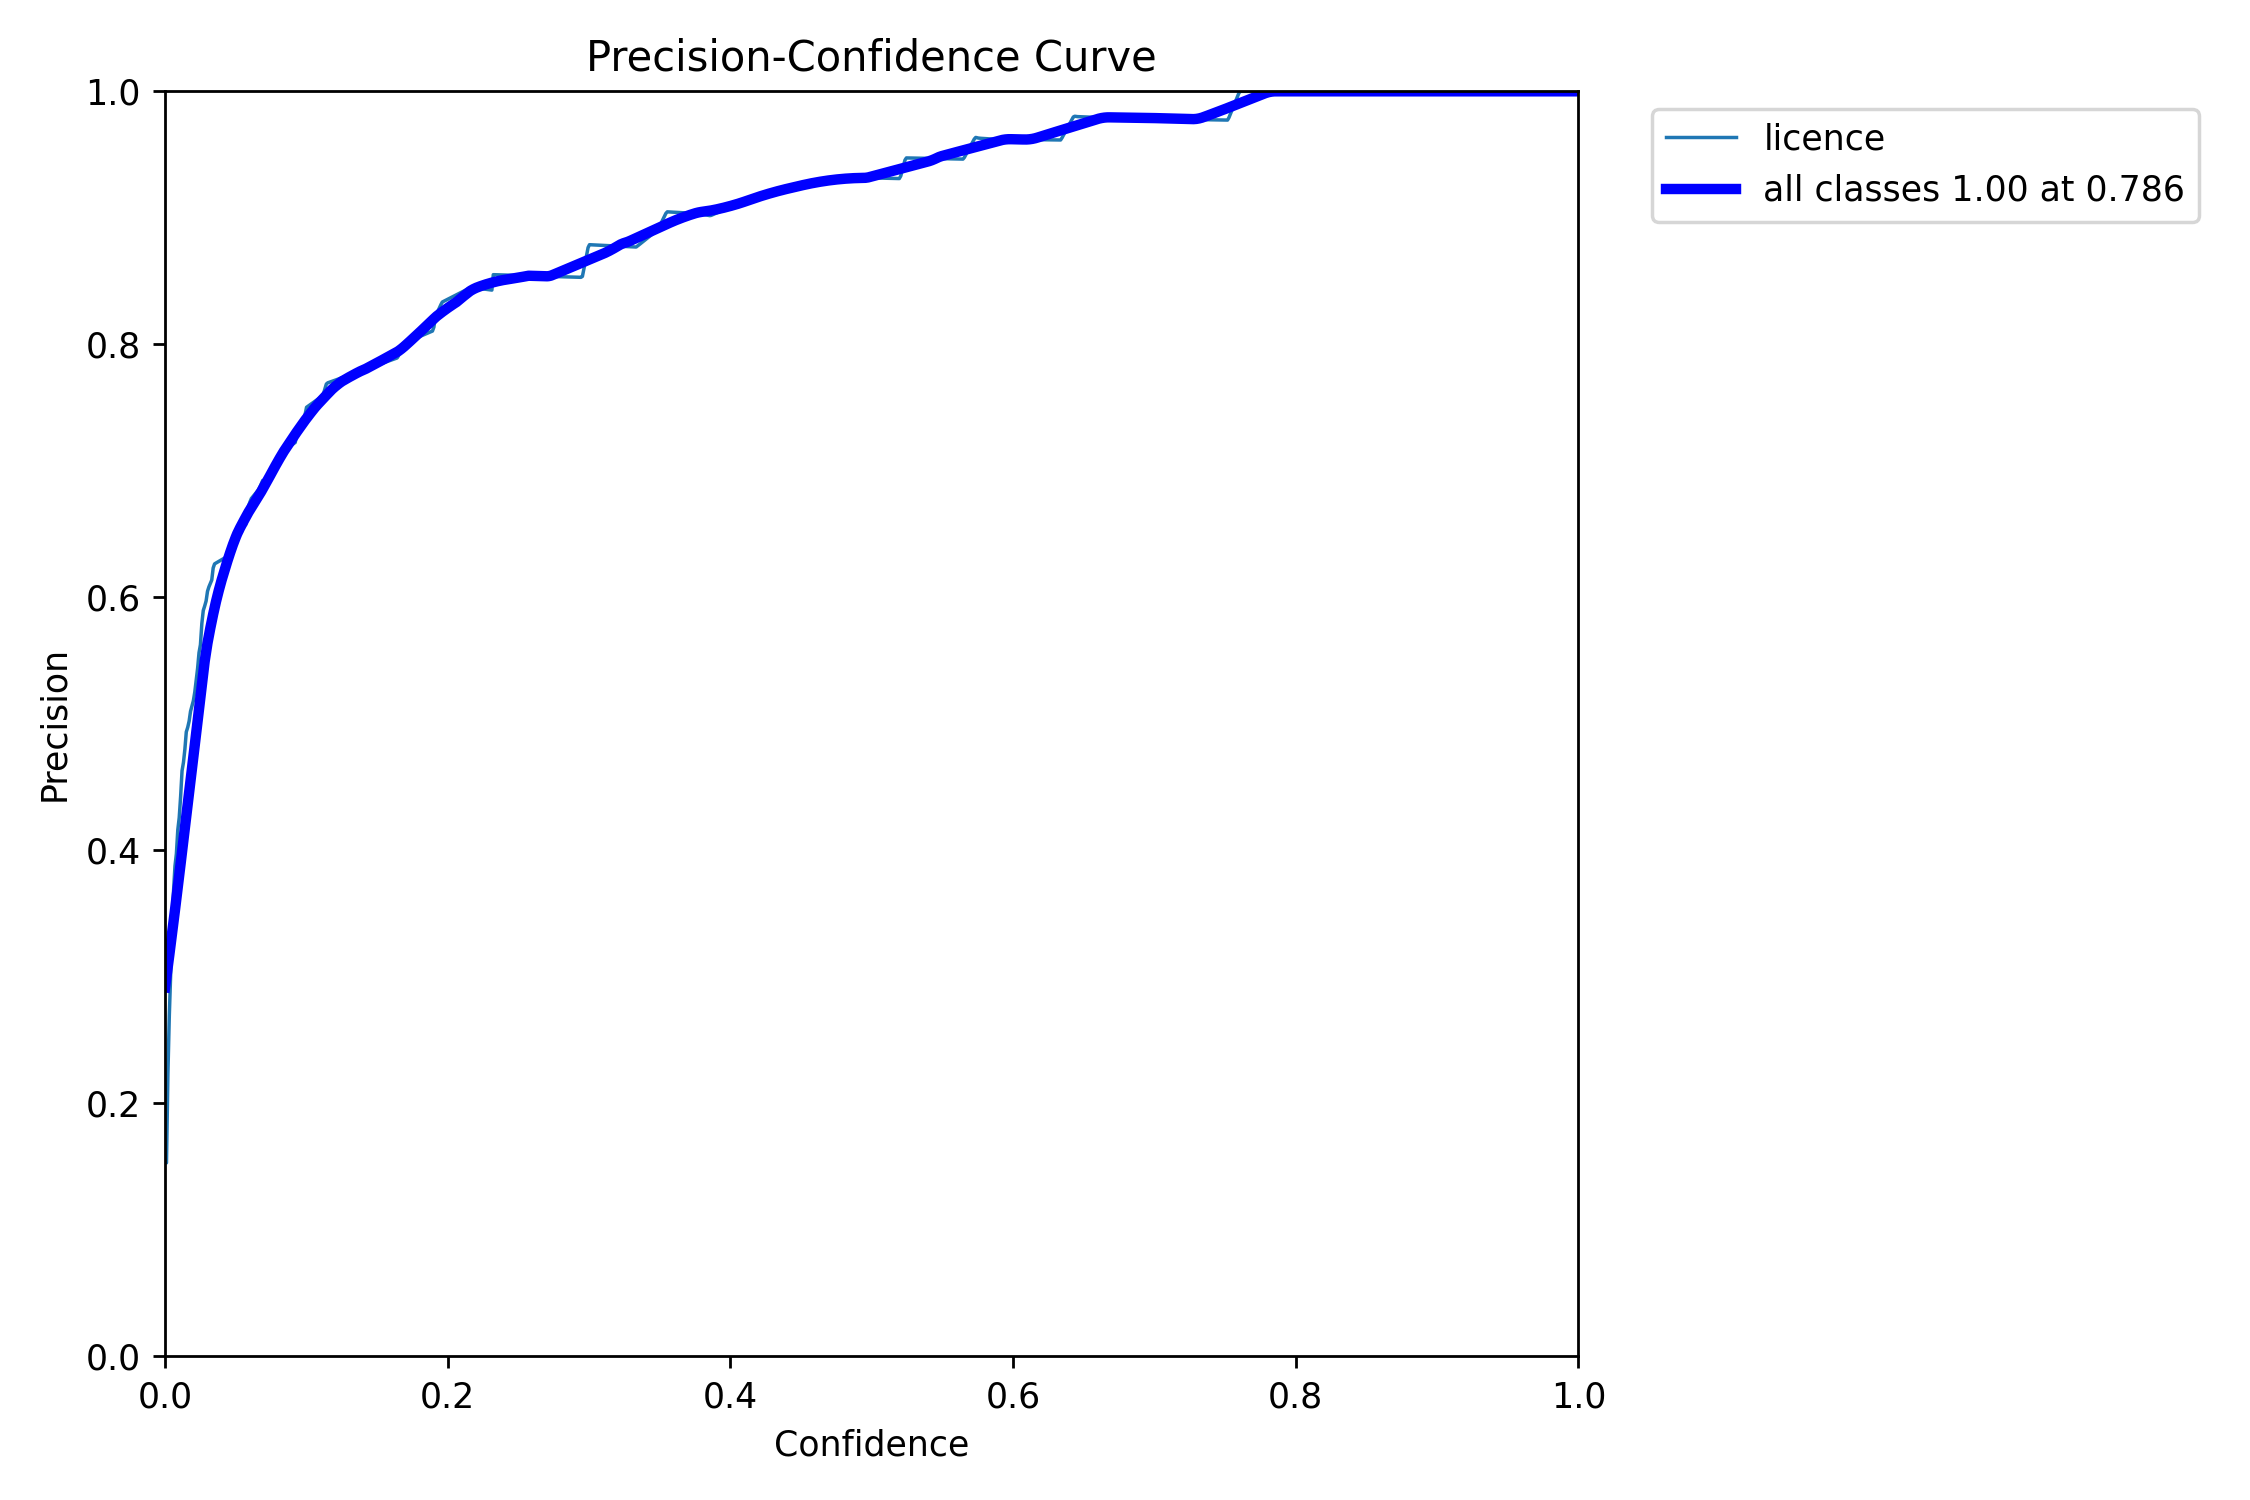 Precision-Confidence Curve
1.0
0.8
0.6
0.4
0.2
0.0
Precision
0.0 0.2 0.4 0.6 0.8 1.0
Confidence
licence
all classes 1.00 at 0.786